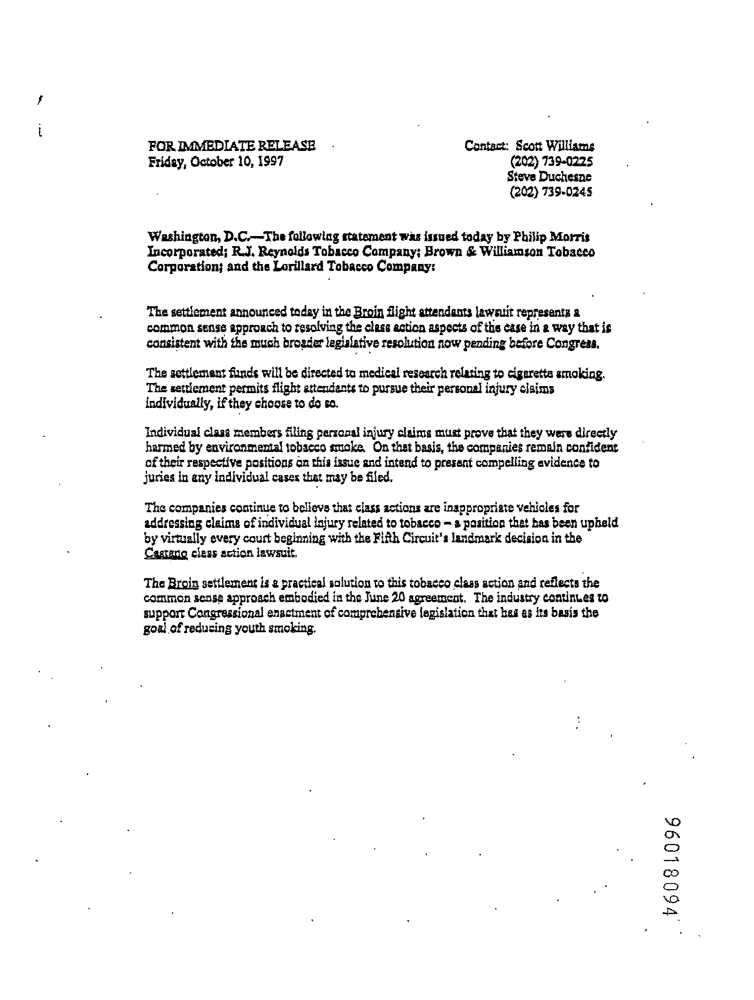 FOR IMMEDIATE RELEASE
Friday, October 10, 1997
Contact: Scott Williams
(202) 739-0225
Steve Duchesne
(202) 739-0245
Washington, D.C.—The following statement was issued today by Philip Morris
Incorporated; R.J. Reynolds Tobacco Company; Brown & Williamson Tobacco
Corporation; and the Lorillard Tobacco Company:
The settlement announced today in the Broin flight attendants lawsuit represents a
common sense approach to resolving the class action aspects of the case in a way that is
consistent with the much broader legislative resolution now pending before Congress.
The settlement funds will be directed to medical research relating to cigarette smoking.
The settlement permits flight attendants to pursue their personal injury claims
individually, if they choose to do so.
Individual class members filing personal injury claims must prove that they were directly
harmed by environmental tobacco smoke. On that basis, the companies remain confident
of their respective positions on this issue and intend to present compelling evidence to
juries in any individual cases that may be filed.
The companies continue to believe that class actions are inappropriate vehicles for
addressing claims of individual injury related to tobacco – a position that has been upheld
by virtually every court beginning with the Fifth Circuit's landmark decision in the
Castano class action lawsuit.
The Broin settlement is a practical solution to this tobacco class action and reflects the
common sense approach embodied in the June 20 agreement. The industry continues to
support Congressional enactment of comprehensive legislation that has as its basis the
goal of reducing youth smoking.
96018094